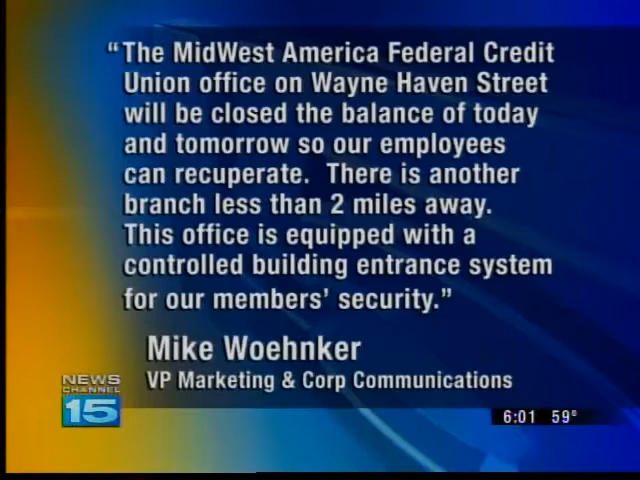 “The MidWest America Federal Credit
Union office on Wayne Haven Street
will be closed the balance of today
and tomorrow so our employees
can recuperate.  There is another
branch less than 2 miles away.
This office is equipped with a
controlled building entrance system
for our members’ security.”
Mike Woehnker
VP Marketing & Corp Communications
NEWS
CHANNEL
15
6:01 59°